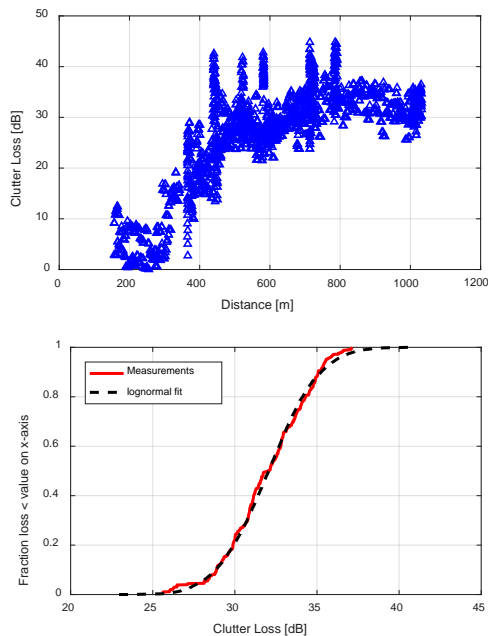 50
40
30
20
10
0
Clutter Loss [dB]
0 200 400 600 800 1000 1200
Distance [m]
1
0.8
0.6
0.4
0.2
0
Fraction loss < value on x-axis
Measurements
lognormal fit
20 25 30 35 40 45
Clutter Loss [dB]